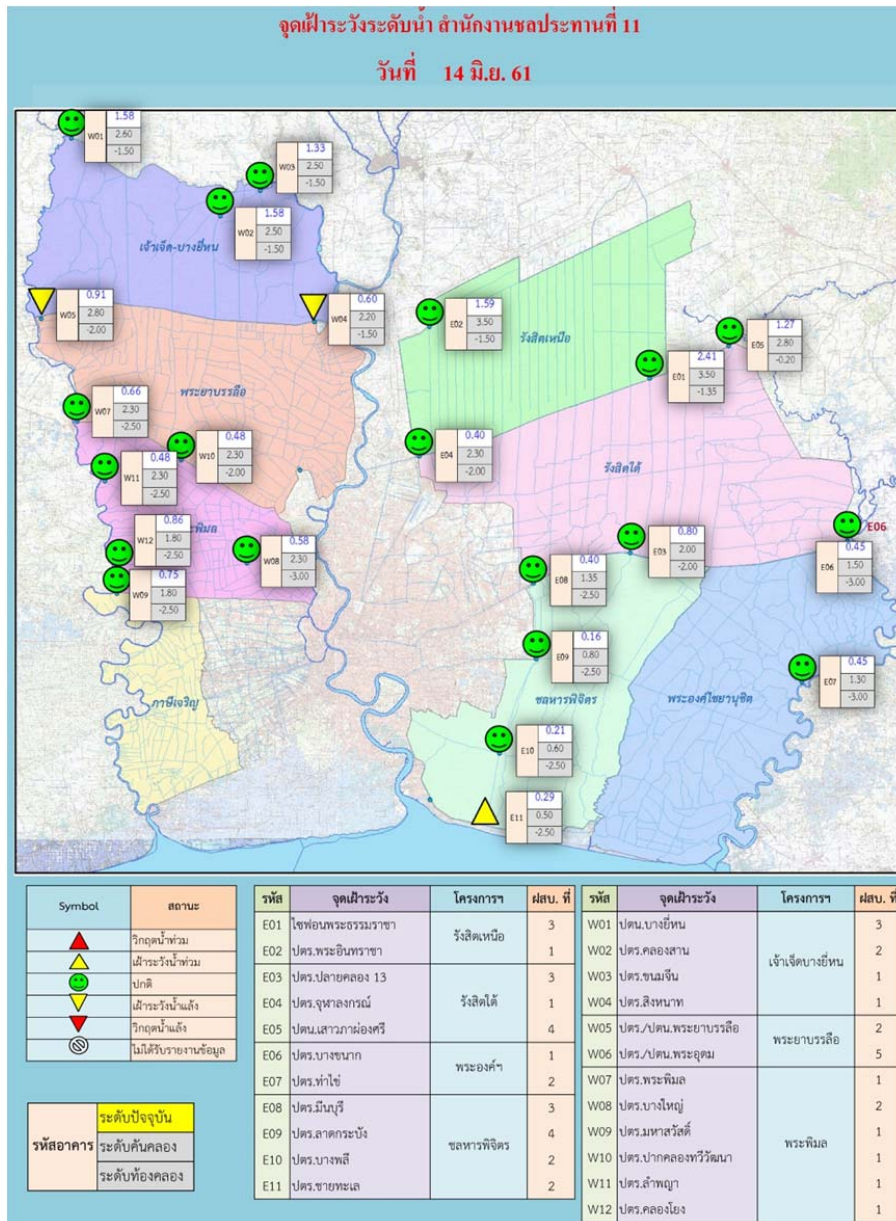 จุดเฝ้าระวังระดับน้ำ สำนักงานชลประทานที่ 11
วันที่ 14 มิ.ย. 61
W01 1.58 2.60 -1.50
W03 1.33 2.50 -1.50
W02 1.58 2.50 -1.50
เจ้าเจ็ด-บางยี่หน
W05 0.91 2.80 -2.00
W04 0.60 2.20 -1.50
E02 1.59 3.50 -1.50
รังสิตเหนือ
E05 1.27 2.80 -0.20
E01 2.41 3.50 -1.35
พระยาบรรลือ
W07 0.66 2.30 -2.50
W10 0.48 2.30 -2.00
E04 0.40 2.30 -2.00
รังสิตใต้
W11 0.48 2.30 -2.50
W12 0.86 1.80 -2.50
ะพิมล
W08 0.58 2.30 -3.00
E03 0.80 2.00 -2.00
E06
E06 0.45 1.50 -3.00
W09 0.75 1.80 -2.50
E08 0.40 1.35 -2.50
E09 0.16 0.80 -2.50
E07 0.45 1.30 -3.00
ภาษีเจริญ
ชลหารพิจิตร
พระองค์ไชยานุชิต
E10 0.21 0.60 -2.50
E11 0.29 0.50 -2.50
Symbol สถานะ
วิกฤตน้ำท่วม
เฝ้าระวังน้ำท่วม
ปกติ
เฝ้าระวังน้ำแล้ง
วิกฤตน้ำแล้ง
ไม่ได้รับรายงานข้อมูล
รหัสอาคาร
ระดับปัจจุบัน
ระดับคันคลอง
ระดับท้องคลอง
รหัส จุดเฝ้าระวัง โครงการฯ ฝสบ. ที่
E01 ไซฟอนพระธรรมราชา รังสิตเหนือ 3
E02 ปตร.พระอินทราชา 1
E03 ปตร.ปลายคลอง 13 รังสิตใต้ 3
E04 ปตร.จุฬาลงกรณ์ 1
E05 ปตน.เสาวภาผ่องศรี 4
E06 ปตร.บางขนาก พระองค์ฯ 1
E07 ปตร.ท่าไข่ 2
E08 ปตร.มีนบุรี ชลหารพิจิตร 3
E09 ปตร.ลาดกระบัง 4
E10 ปตร.บางพลี 2
E11 ปตร.ชายทะเล 2
รหัส จุดเฝ้าระวัง โครงการฯ ฝสบ. ที่
W01 ปตน.บางยี่หน เจ้าเจ็ดบางยี่หน 3
W02 ปตร.คลองสาน 2
W03 ปตร.ขนมจีน 1
W04 ปตร.สิงหนาท 1
W05 ปตร./ปตน.พระยาบรรลือ พระยาบรรลือ 2
W06 ปตร./ปตน.พระอุดม 5
W07 ปตร.พระพิมล พระพิมล 1
W08 ปตร.บางใหญ่ 2
W09 ปตร.มหาสวัสดิ์ 1
W10 ปตร.ปากคลองทวีวัฒนา 1
W11 ปตร.ลำพญา 1
W12 ปตร.คลองโยง 1